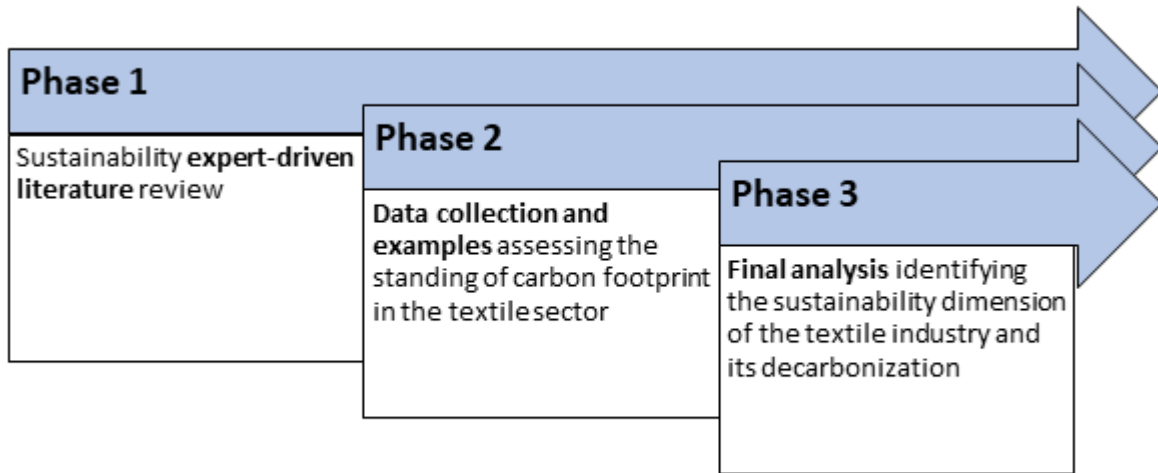 Phase 1
Sustainability expert-driven
literature review
Phase 2
Data collection and
examples assessing the
standing of carbon footprint
in the textile sector
Phase 3
Final analysis identifying
the sustainability dimension
of the textile industry and
its decarbonization